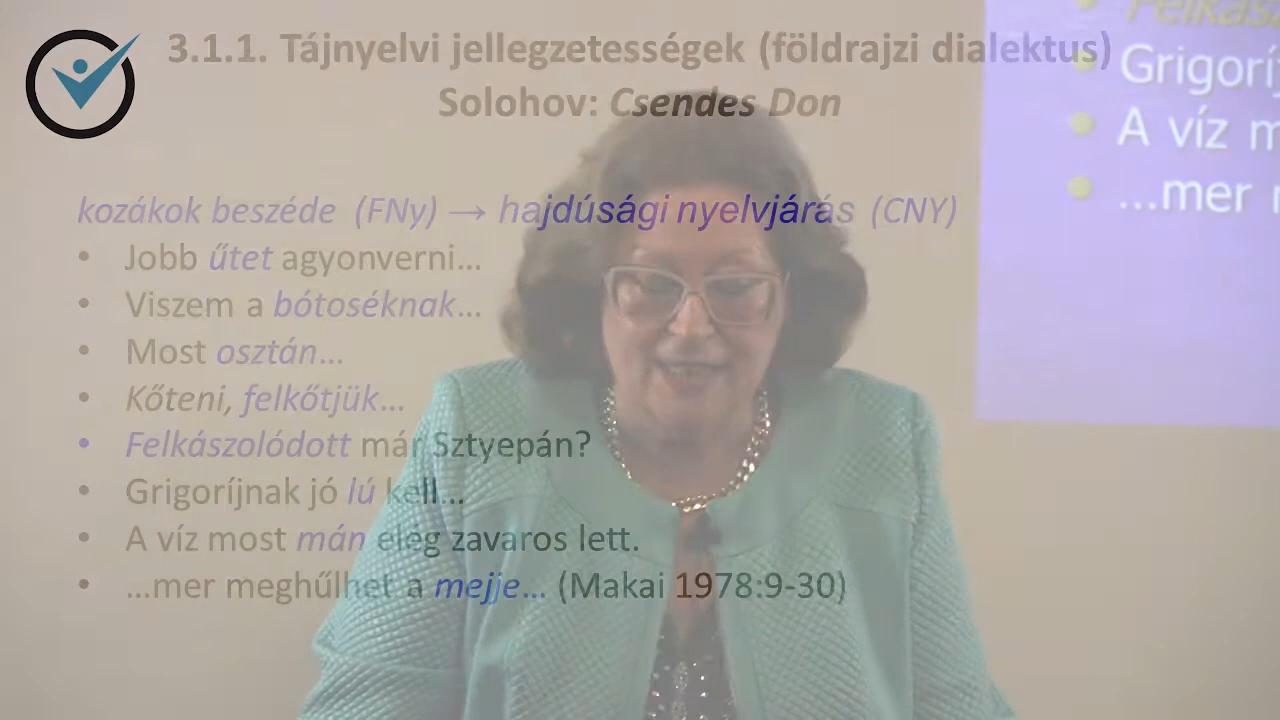 3.1.1. Tájnyelvi jellegzetességek (földrajzi dialektus)
Solohov: Csendes Don
kozákok beszéde (FNy) → hajdúsági nyelvjárás (CNY)
• Jobb űtet agyonverni...
• Viszem a bótoséknak...
• Most osztán...
• Kőteni, felkőtjük...
• Felkászolódott már Sztyepán?
• Grigoríjnak jó lú kell...
• A víz most mán elég zavaros lett.
• ...mer meghűlhet a mejje... (Makai 1978:9-30)
• Grigoríj
• A víz m
• ...mer